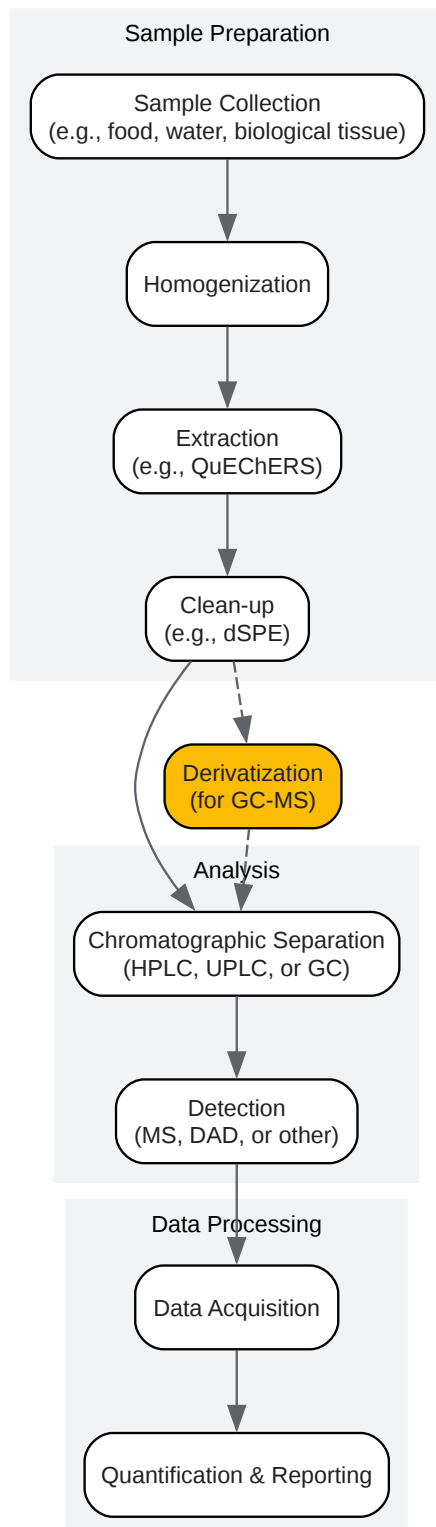 Sample Preparation
Sample Collection
(e.g., food, water, biological tissue)
Homogenization
Extraction
(e.g., QuEChERS)
Clean-up
(e.g., dSPE)
Derivatization
(for GC-MS)
Analysis
Chromatographic Separation
(HPLC, UPLC, or GC)
Detection
(MS, DAD, or other)
Data Processing
Data Acquisition
Quantification & Reporting